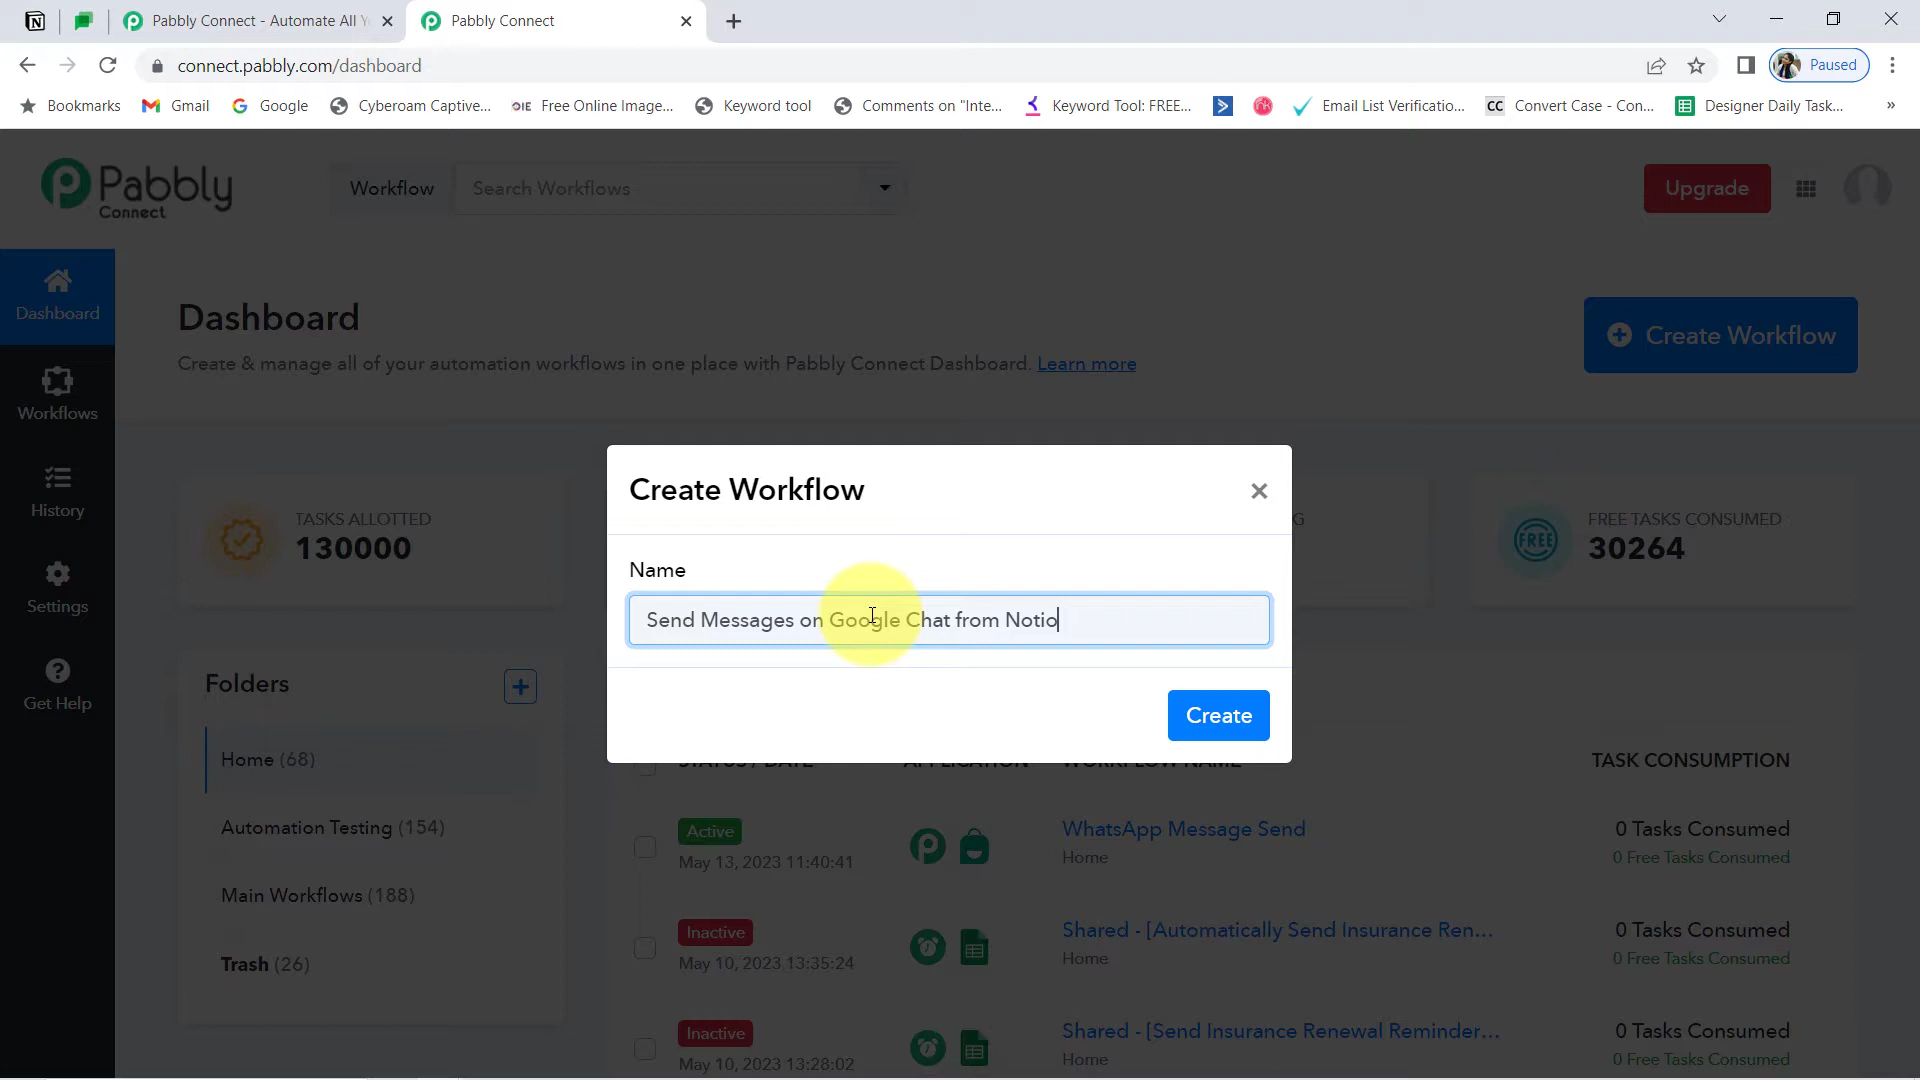 Pabbly Connect - Automate All Y
Pabbly Connect
connect.pabbly.com/dashboard
Paused
Bookmarks
Gmail
Google
Cyberoam Captive...
OIE Free Online Image...
Keyword tool
Comments on "Inte...
Keyword Tool: FREE...
Email List Verificatio...
CC Convert Case - Con...
Designer Daily Task...
»
Pabbly
Connect
Workflow
Search Workflows
Upgrade
Dashboard
Workflows
History
Settings
Get Help
Dashboard
Create & manage all of your automation workflows in one place with Pabbly Connect Dashboard. Learn more
Create Workflow
TASKS ALLOTTED
130000
G
FREE
FREE TASKS CONSUMED
30264
Create Workflow
×
Name
Send Messages on Google Chat from Notio
Create
Folders
+
Home (68)
Automation Testing (154)
Main Workflows (188)
Trash (26)
STATUS / DATE
APPLICATION
WORKFLOW NAME
TASK CONSUMPTION
Active
May 13, 2023 11:40:41
WhatsApp Message Send
Home
0 Tasks Consumed
0 Free Tasks Consumed
Inactive
May 10, 2023 13:35:24
Shared - [Automatically Send Insurance Ren...
Home
0 Tasks Consumed
0 Free Tasks Consumed
Inactive
May 10, 2023 13:28:02
Shared - [Send Insurance Renewal Reminder...
Home
0 Tasks Consumed
0 Free Tasks Consumed